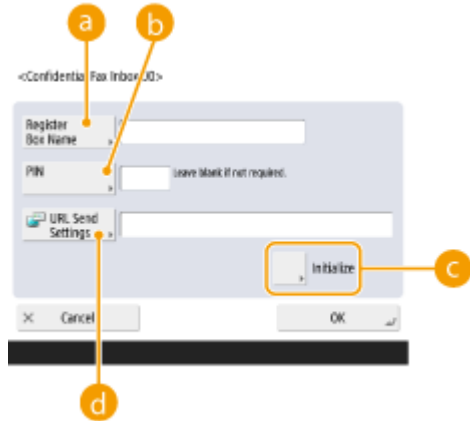 a
b
<Confidential Fax Inbox 00>
Register
Box Name
PIN
Leave blank if not required.
URL Send
Settings
Initialize
c
Cancel
OK
d